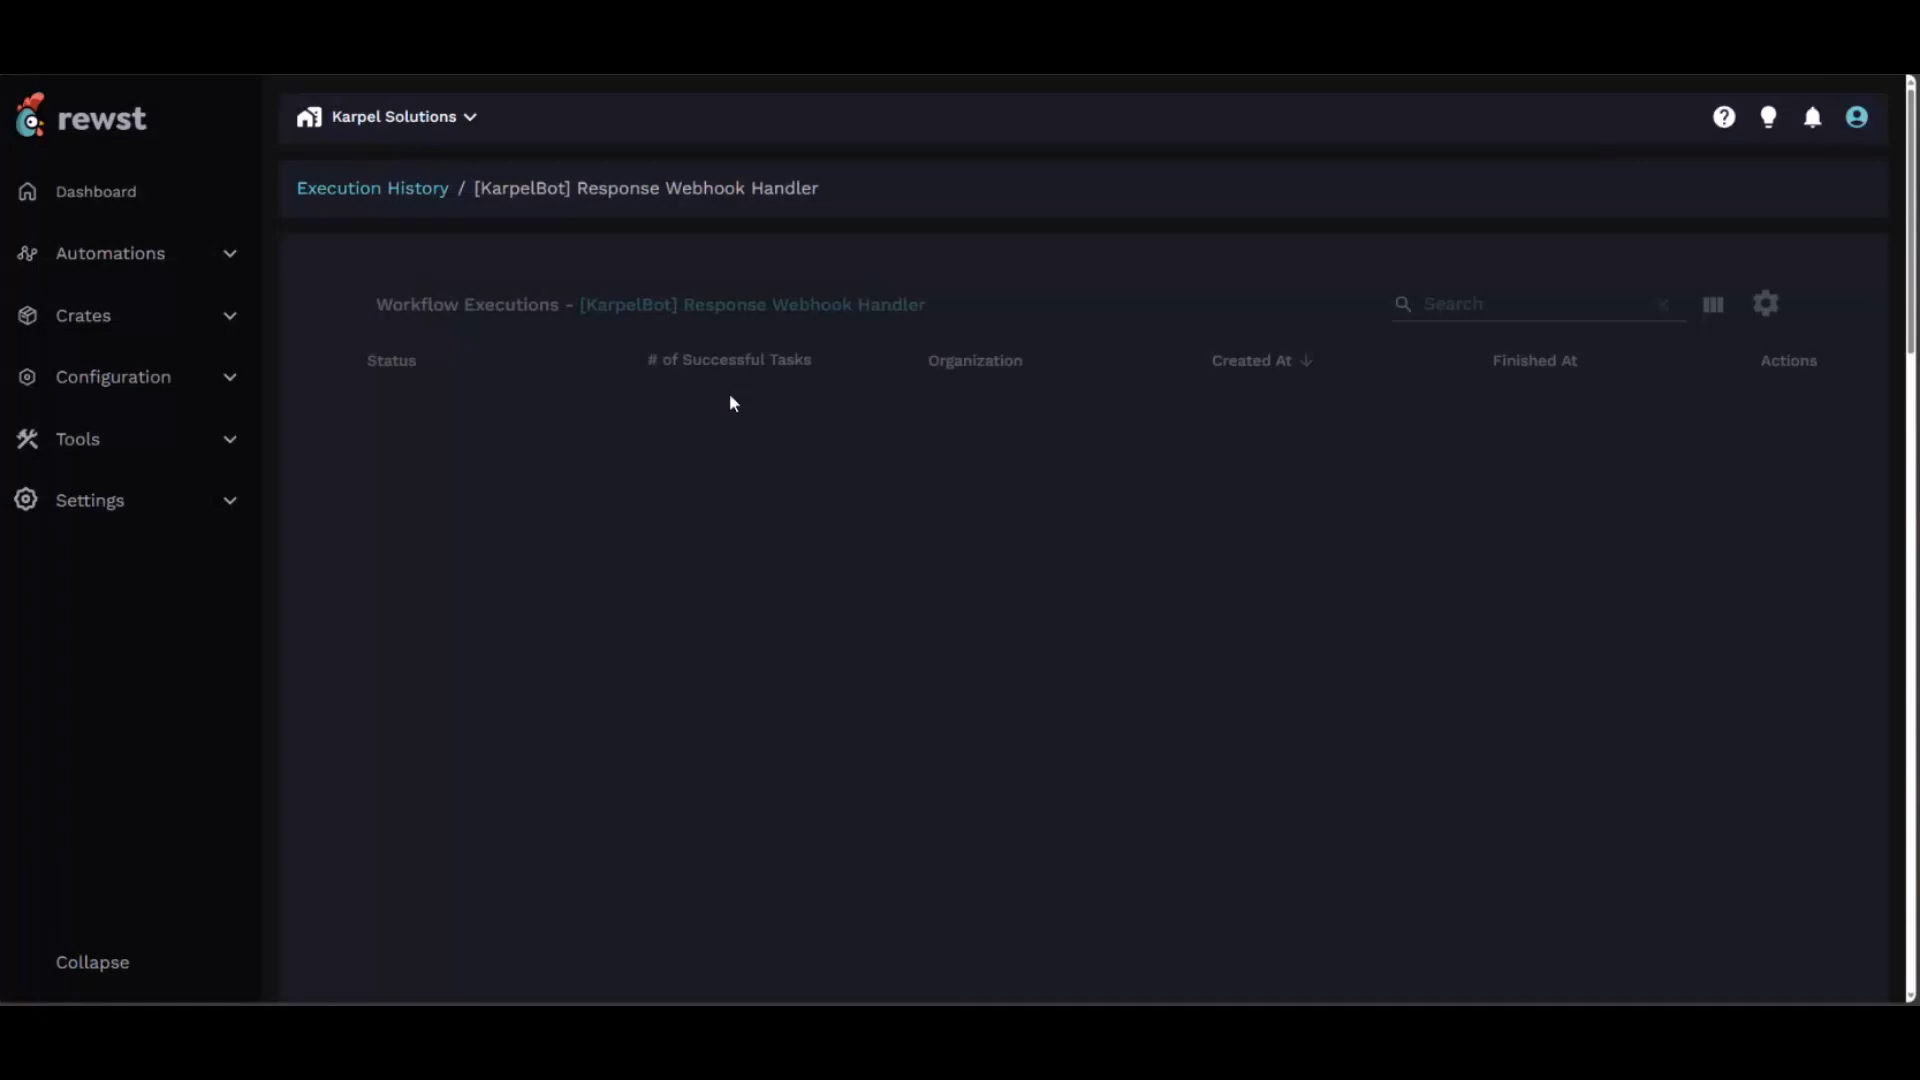 rewst
Karpel Solutions
Execution History / [KarpelBot] Response Webhook Handler
Dashboard
Automations
Crates
Configuration
Tools
Settings
Collapse
Workflow Executions - [KarpelBot] Response Webhook Handler
Search
Status
# of Successful Tasks
Organization
Created At
Finished At
Actions